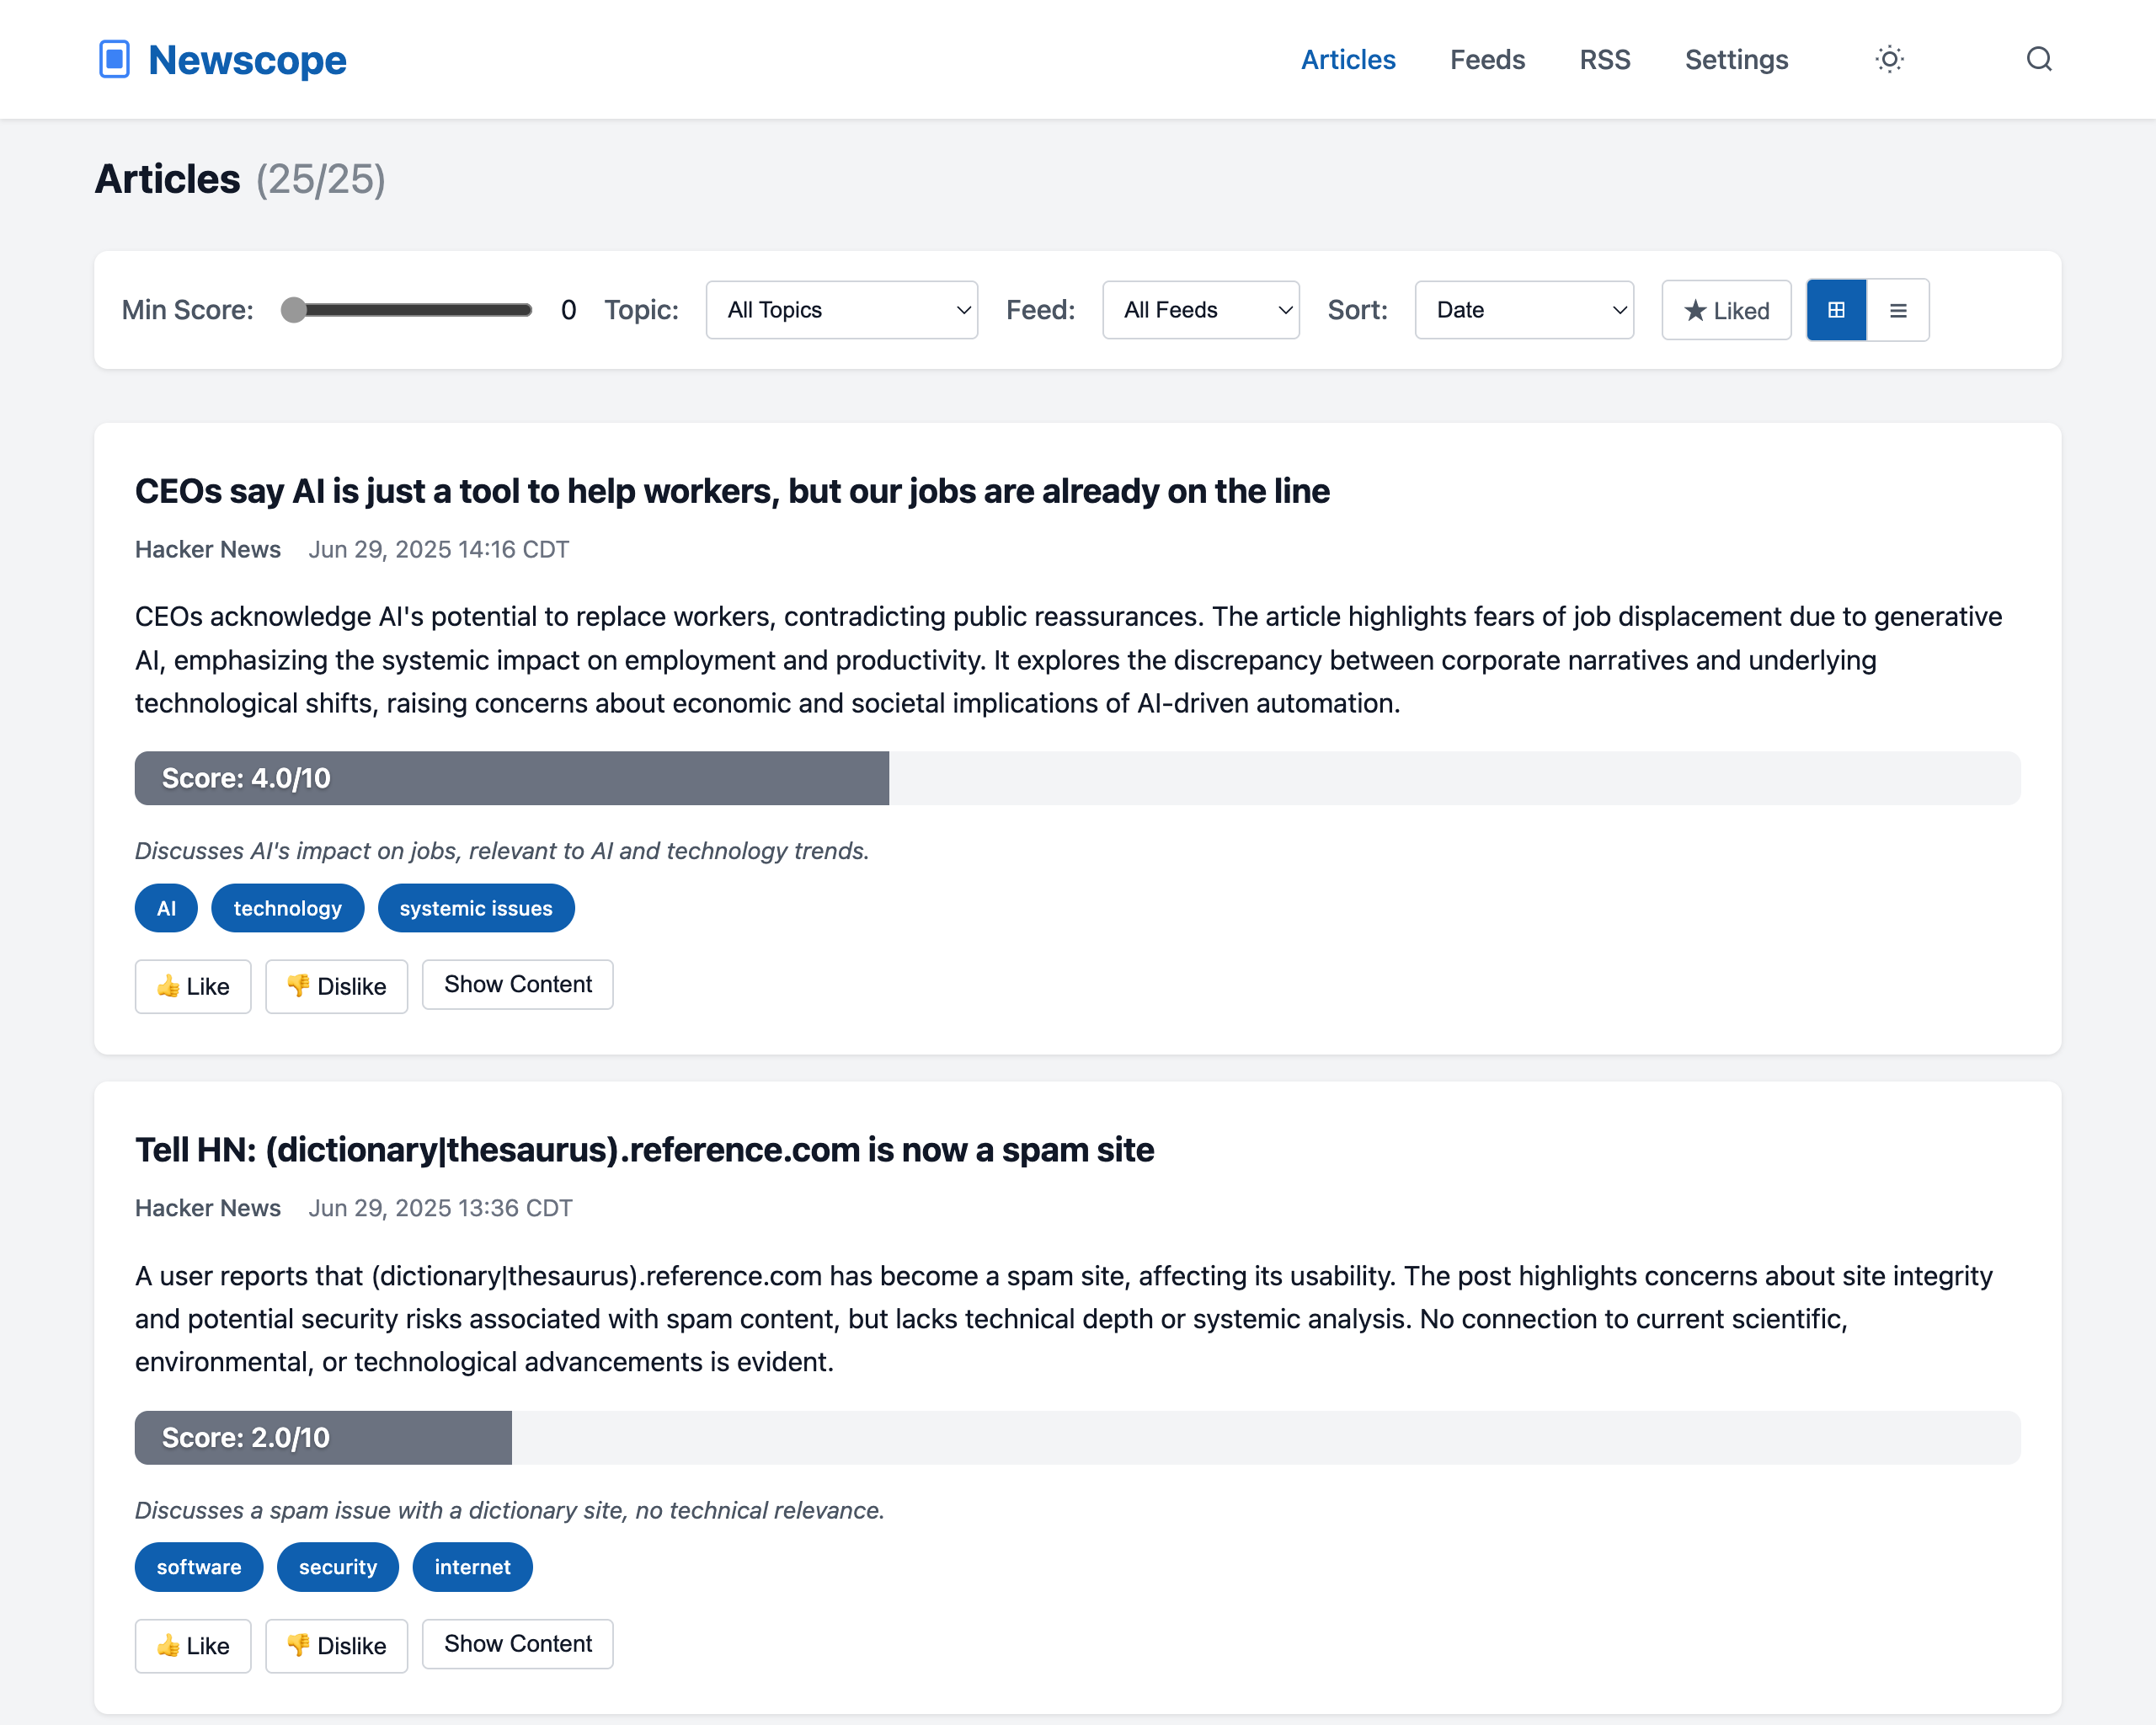 Newscope
Articles Feeds RSS Settings
Articles (25/25)
Min Score: 0 Topic: All Topics Feed: All Feeds Sort: Date ★ Liked
CEOs say AI is just a tool to help workers, but our jobs are already on the line
Hacker News Jun 29, 2025 14:16 CDT
CEOs acknowledge AI's potential to replace workers, contradicting public reassurances. The article highlights fears of job displacement due to generative
AI, emphasizing the systemic impact on employment and productivity. It explores the discrepancy between corporate narratives and underlying
technological shifts, raising concerns about economic and societal implications of AI-driven automation.
Score: 4.0/10
Discusses AI's impact on jobs, relevant to AI and technology trends.
AI technology systemic issues
👍 Like 👎 Dislike Show Content
Tell HN: (dictionary|thesaurus).reference.com is now a spam site
Hacker News Jun 29, 2025 13:36 CDT
A user reports that (dictionary|thesaurus).reference.com has become a spam site, affecting its usability. The post highlights concerns about site integrity
and potential security risks associated with spam content, but lacks technical depth or systemic analysis. No connection to current scientific,
environmental, or technological advancements is evident.
Score: 2.0/10
Discusses a spam issue with a dictionary site, no technical relevance.
software security internet
👍 Like 👎 Dislike Show Content